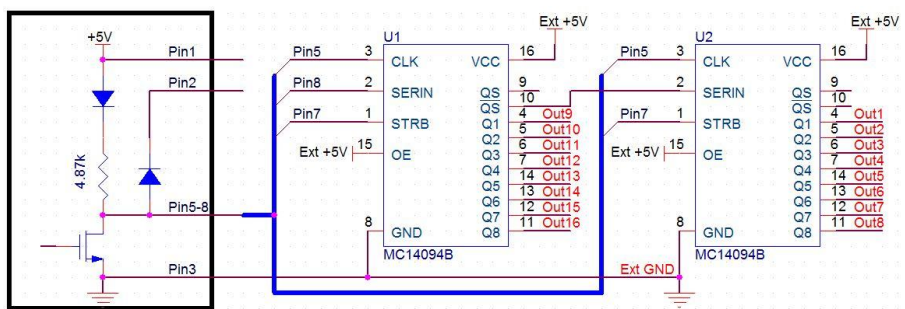 +5V
Pin1
Pin2
4.87k
Pin5-8
Pin3
Pin5
Pin8
Pin7
Ext +5V
U1
3 CLK VCC 16
Ext +5V
2 SERIN QS 9
QS 10
1 STRB Q1 4 Out9
Q2 5 Out10
Ext +5V 15 OE Q3 6 Out11
Q4 7 Out12
Q5 14 Out13
Q6 13 Out14
Q7 12 Out15
8 GND Q8 11 Out16
MC14094B
Ext GND
Pin5
Pin7
U2
3 CLK VCC 16
Ext +5V
2 SERIN QS 9
QS 10
1 STRB Q1 4 Out1
Q2 5 Out2
15 OE Q3 6 Out3
Q4 7 Out4
Q5 14 Out5
Q6 13 Out6
Q7 12 Out7
8 GND Q8 11 Out8
MC14094B